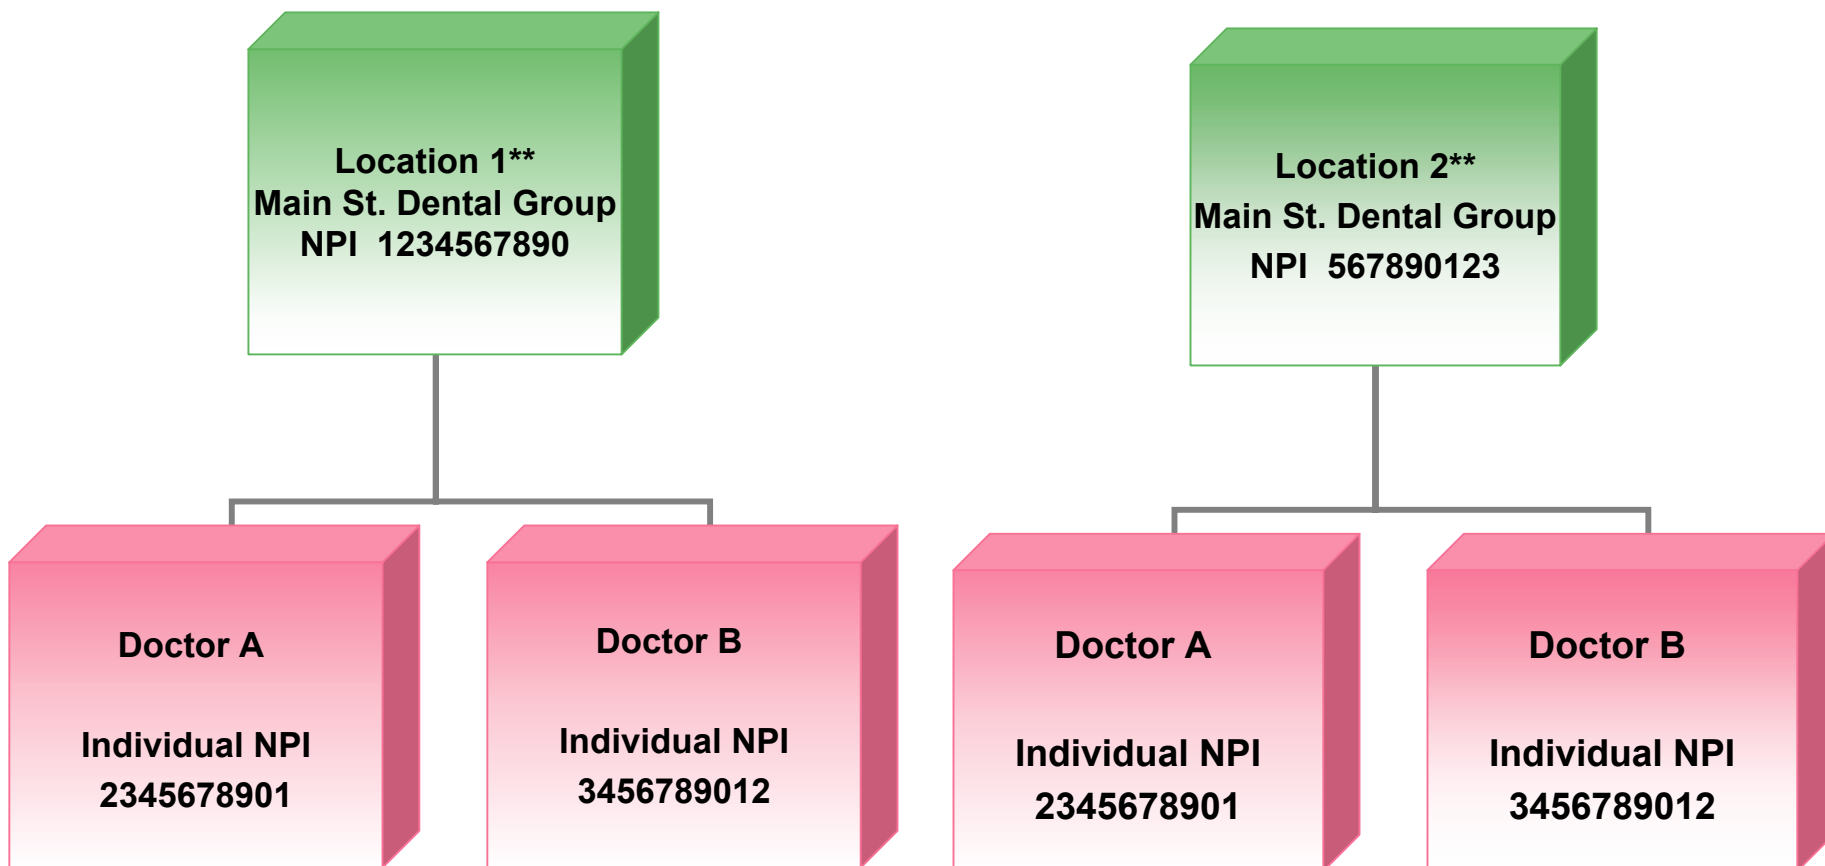 Location 1**
Main St. Dental Group
NPI  1234567890
Location 2**
Main St. Dental Group
NPI  567890123
Doctor A
Individual NPI
2345678901
Doctor B
Individual NPI
3456789012
Doctor A
Individual NPI
2345678901
Doctor B
Individual NPI
3456789012